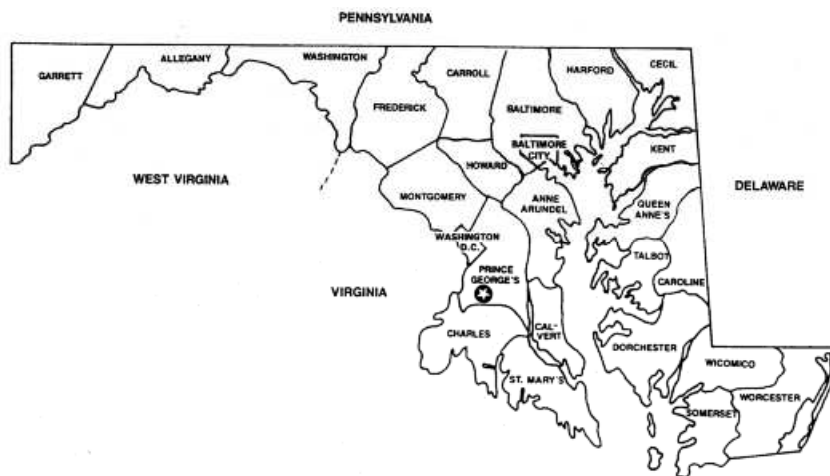 PENNSYLVANIA
GARRETT
ALLEGANY
WASHINGTON
CARROLL
HARFORD
CECIL
FREDERICK
BALTIMORE
BALTIMORE
CITY
KENT
HOWARD
WEST VIRGINIA
MONTGOMERY
ANNE
ARUNDEL
DELAWARE
QUEEN
ANNE'S
WASHINGTON
D.C.
TALBOT
PRINCE
GEORGE'S
CAROLINE
VIRGINIA
CHARLES
CAL-
VERT
DORCHESTER
WICOMICO
ST. MARY'S
WORCESTER
SOMERSET